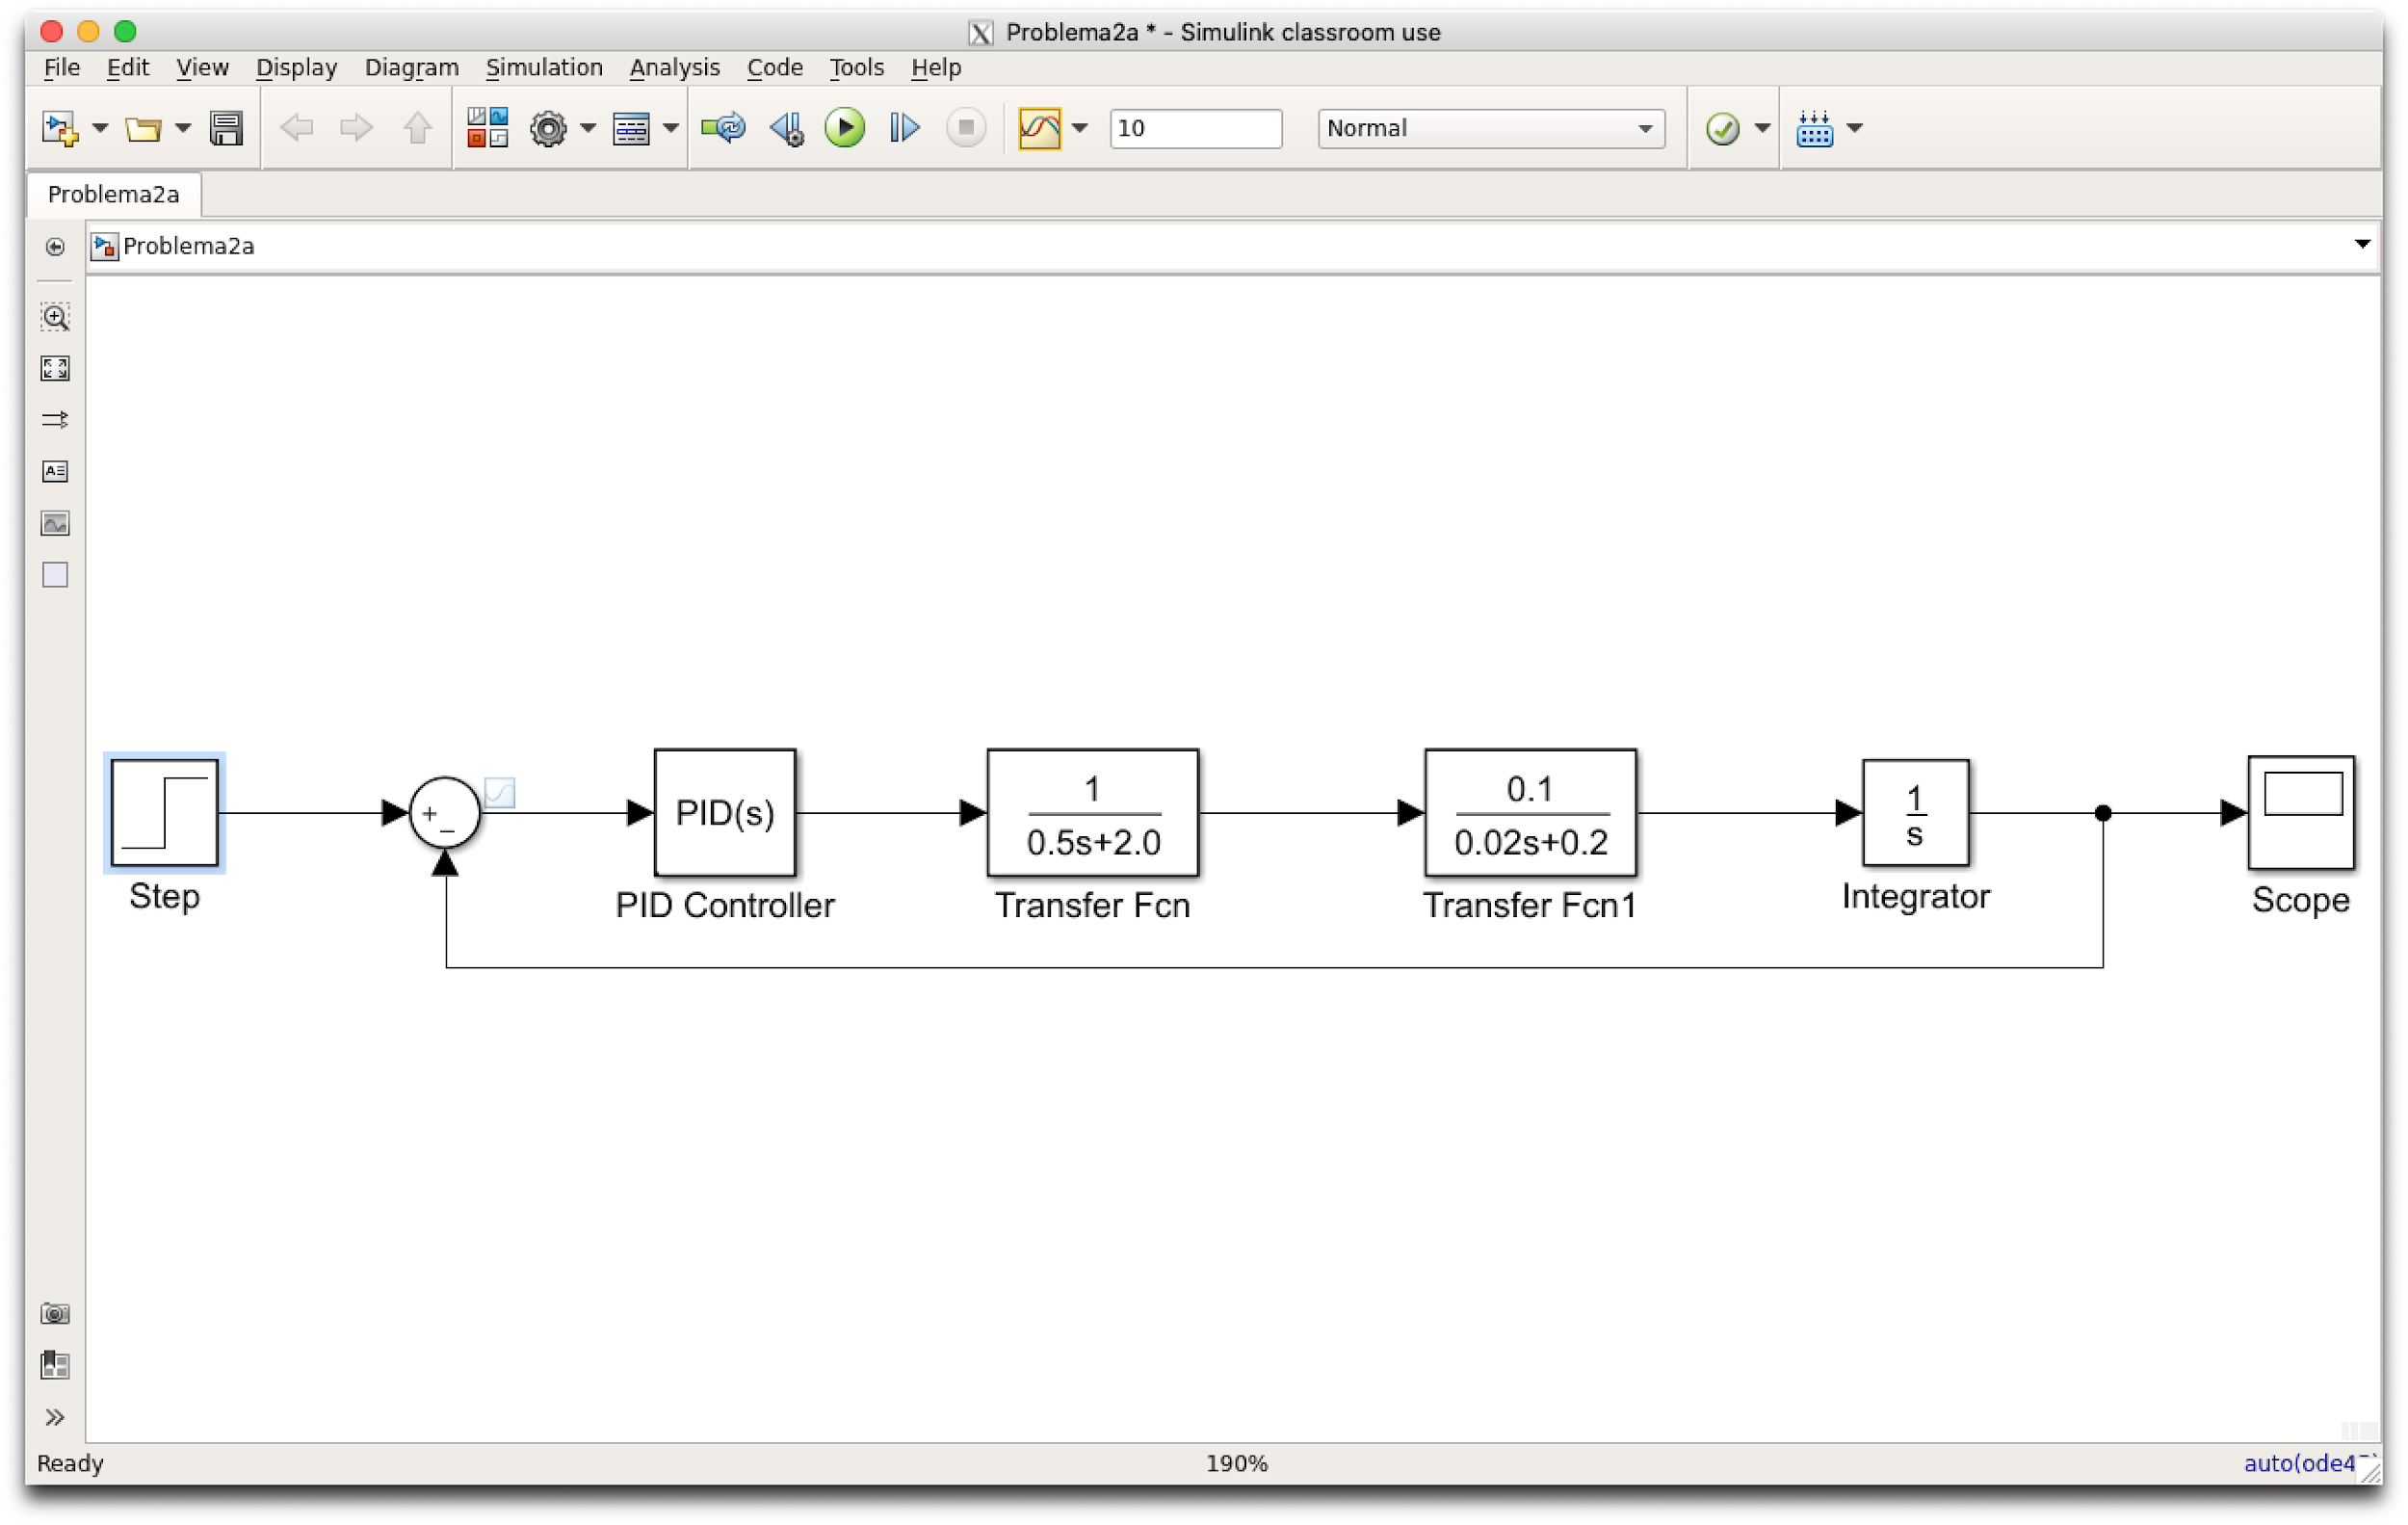 Problema2a * - Simulink classroom use
File Edit View Display Diagram Simulation Analysis Code Tools Help
10 Normal
Problema2a
Problema2a
+
_
PID(s)
1
0.5s+2.0
0.1
0.02s+0.2
1
s
Step
PID Controller
Transfer Fcn
Transfer Fcn1
Integrator
Scope
Ready 190% auto(ode4